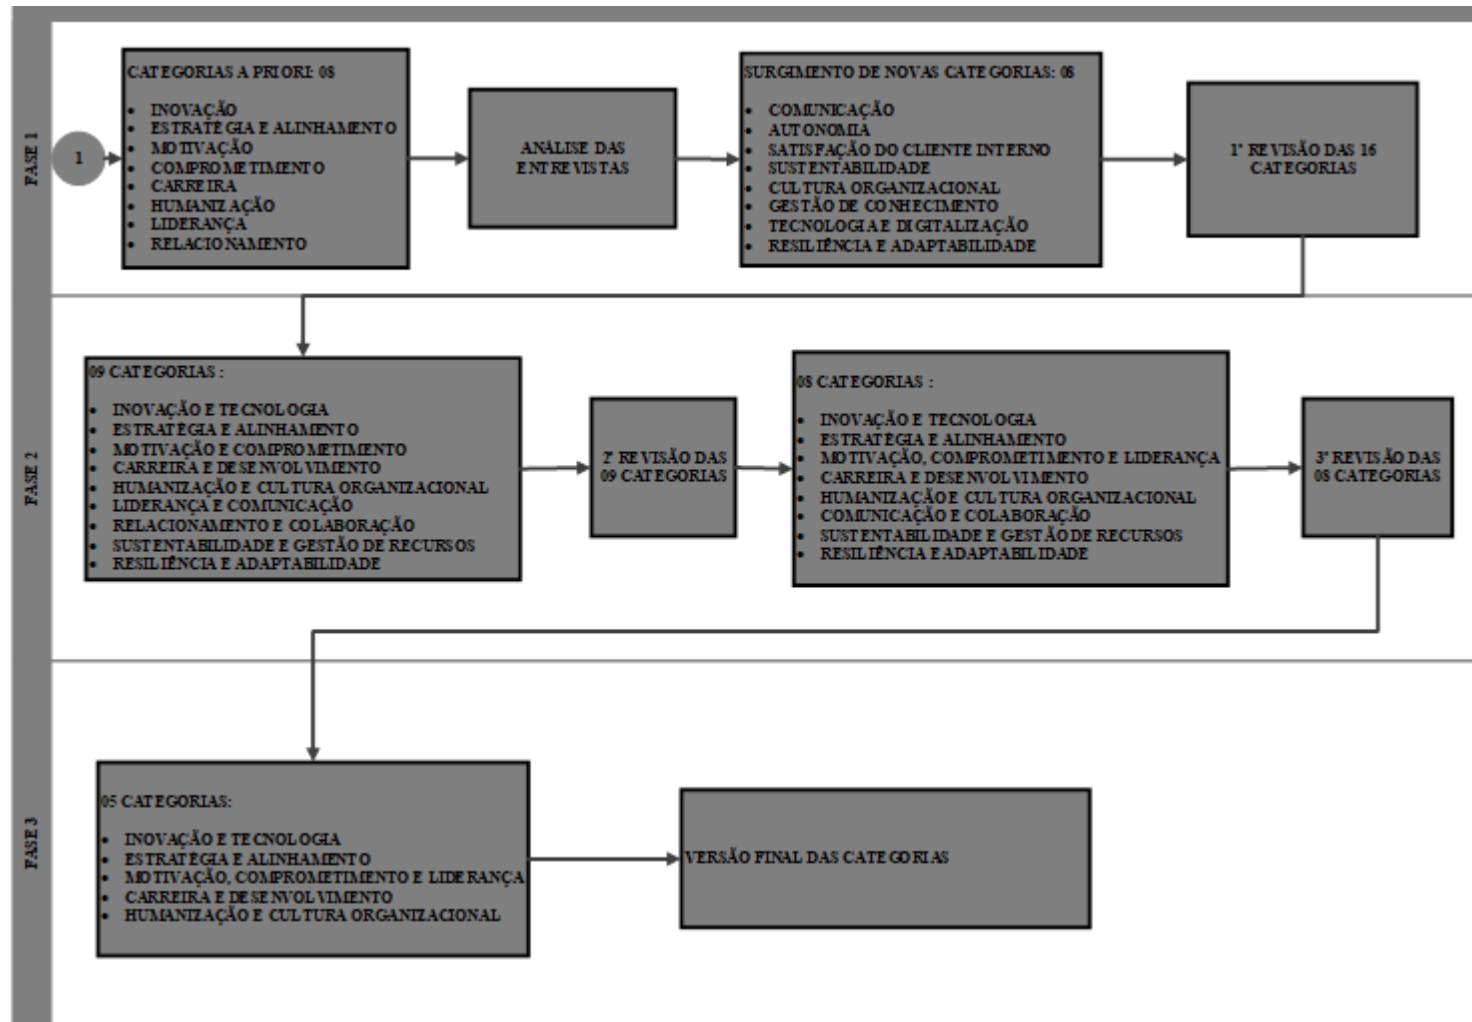 FASE 1
1
CATEGORIAS A PRIORI: 08
• INOVAÇÃO
• ESTRATÉGIA E ALINHAMENTO
• MOTIVAÇÃO
• COMPROMETIMENTO
• CARREIRA
• HUMANIZAÇÃO
• LIDERANÇA
• RELACIONAMENTO
ANÁLISE DAS
ENTREVISTAS
SURGIMENTO DE NOVAS CATEGORIAS: 08
• COMUNICAÇÃO
• AUTONOMIA
• SATISFAÇÃO DO CLIENTE INTERNO
• SUSTENTABILIDADE
• CULTURA ORGANIZACIONAL
• GESTÃO DE CONHECIMENTO
• TECNOLOGIA E DIGITALIZAÇÃO
• RESILIÊNCIA E ADAPTABILIDADE
1ª REVISÃO DAS 16
CATEGORIAS
FASE 2
09 CATEGORIAS :
• INOVAÇÃO E TECNOLOGIA
• ESTRATÉGIA E ALINHAMENTO
• MOTIVAÇÃO E COMPROMETIMENTO
• CARREIRA E DESENVOLVIMENTO
• HUMANIZAÇÃO E CULTURA ORGANIZACIONAL
• LIDERANÇA E COMUNICAÇÃO
• RELACIONAMENTO E COLABORAÇÃO
• SUSTENTABILIDADE E GESTÃO DE RECURSOS
• RESILIÊNCIA E ADAPTABILIDADE
2ª REVISÃO DAS
09 CATEGORIAS
08 CATEGORIAS :
• INOVAÇÃO E TECNOLOGIA
• ESTRATÉGIA E ALINHAMENTO
• MOTIVAÇÃO, COMPROMETIMENTO E LIDERANÇA
• CARREIRA E DESENVOLVIMENTO
• HUMANIZAÇÃO E CULTURA ORGANIZACIONAL
• COMUNICAÇÃO E COLABORAÇÃO
• SUSTENTABILIDADE E GESTÃO DE RECURSOS
• RESILIÊNCIA E ADAPTABILIDADE
3ª REVISÃO DAS
08 CATEGORIAS
FASE 3
05 CATEGORIAS:
• INOVAÇÃO E TECNOLOGIA
• ESTRATÉGIA E ALINHAMENTO
• MOTIVAÇÃO, COMPROMETIMENTO E LIDERANÇA
• CARREIRA E DESENVOLVIMENTO
• HUMANIZAÇÃO E CULTURA ORGANIZACIONAL
VERSÃO FINAL DAS CATEGORIAS